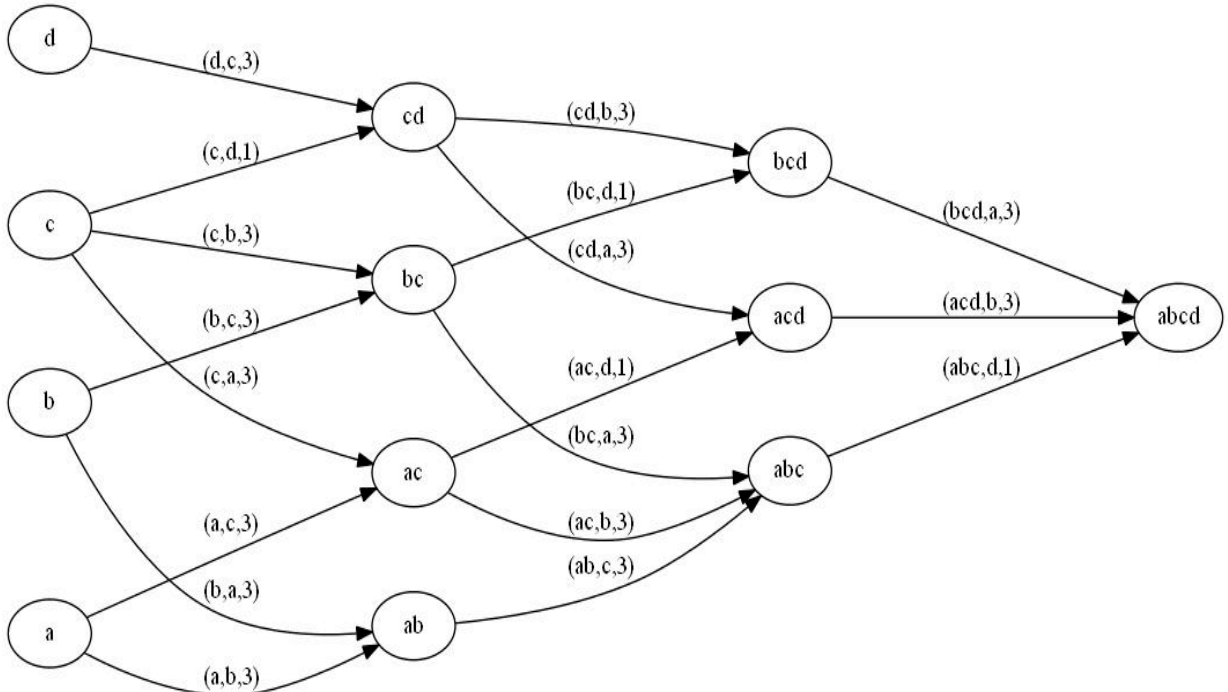 d
(d,c,3)
cd
(cd,b,3)
bcd
(c,d,1)
(bc,d,1)
(bcd,a,3)
c
(c,b,3)
bc
(cd,a,3)
(b,c,3)
acd
(acd,b,3)
abcd
(c,a,3)
(ac,d,1)
(abc,d,1)
b
(bc,a,3)
ac
abc
(a,c,3)
(ac,b,3)
(b,a,3)
(ab,c,3)
a
ab
(a,b,3)